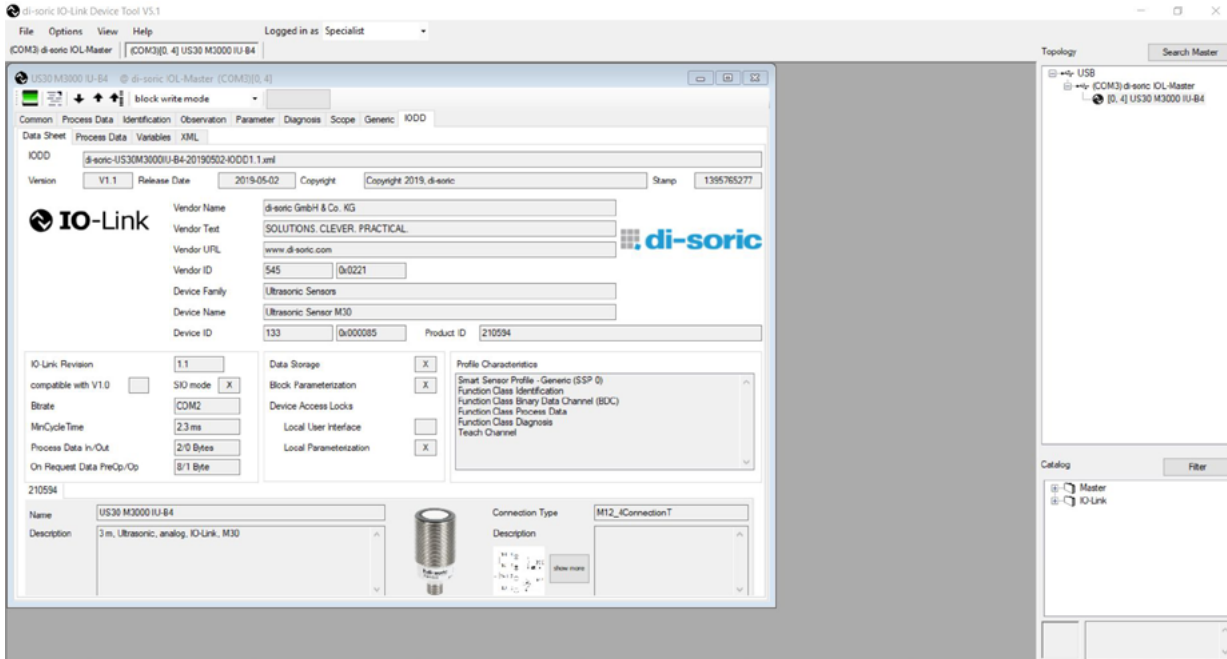 di-soric IO-Link Device Tool V5.1
File Options View Help Logged in as Specialist
(COM3) di-soric IOL-Master (COM3)[0, 4] US30 M3000 IU-B4
Topology Search Master
USB
(COM3) di-soric IOL-Master
[0, 4] US30 M3000 IU-B4
US30 M3000 IU-B4 @ di-soric IOL-Master (COM3)[0, 4]
block write mode
Common Process Data Identification Observation Parameter Diagnosis Scope Generic IODD
Data Sheet Process Data Variables XML
IODD di-soric-US30M3000IU-B4-20190502-IODD1.1.xml
Version V1.1 Release Date 2019-05-02 Copyright Copyright 2019, di-soric Stamp 1395765277
IO-Link
di-soric
Vendor Name di-soric GmbH & Co. KG
Vendor Text SOLUTIONS. CLEVER. PRACTICAL.
Vendor URL www.di-soric.com
Vendor ID 545 0x0221
Device Family Ultrasonic Sensors
Device Name Ultrasonic Sensor M30
Device ID 133 0x000085 Product ID 210594
IO-Link Revision 1.1
compatible with V1.0 SIO mode X
Bitrate COM2
MinCycleTime 2.3 ms
Process Data In/Out 2/0 Bytes
On Request Data PreOp/Op 8/1 Byte
Data Storage X
Block Parameterization X
Device Access Locks
Local User Interface
Local Parameterization X
Profile Characteristics
Smart Sensor Profile - Generic (SSP 0)
Function Class Identification
Function Class Binary Data Channel (BDC)
Function Class Process Data
Function Class Diagnosis
Teach Channel
210594
Name US30 M3000 IU-B4
Description 3 m, Ultrasonic, analog, IO-Link, M30
di-soric
Connection Type M12_4ConnectionT
Description
show more
Catalog Filter
Master
IO-Link